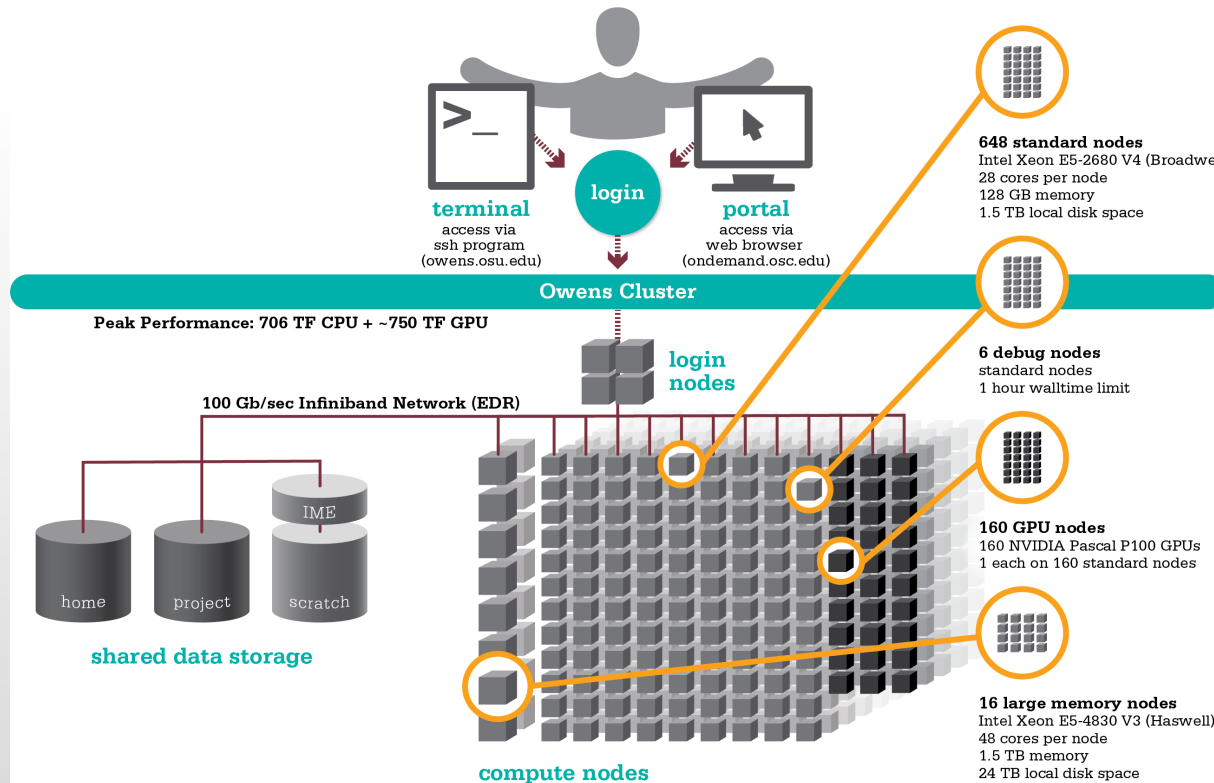 >_
login
terminal
access via
ssh program
(owens.osu.edu)
portal
access via
web browser
(ondemand.osc.edu)
Owens Cluster
Peak Performance: 706 TF CPU + ~750 TF GPU
login
nodes
100 Gb/sec Infiniband Network (EDR)
IME
home
project
scratch
shared data storage
compute nodes
648 standard nodes
Intel Xeon E5-2680 V4 (Broadwe
28 cores per node
128 GB memory
1.5 TB local disk space
6 debug nodes
standard nodes
1 hour walltime limit
160 GPU nodes
160 NVIDIA Pascal P100 GPUs
1 each on 160 standard nodes
16 large memory nodes
Intel Xeon E5-4830 V3 (Haswell)
48 cores per node
1.5 TB memory
24 TB local disk space